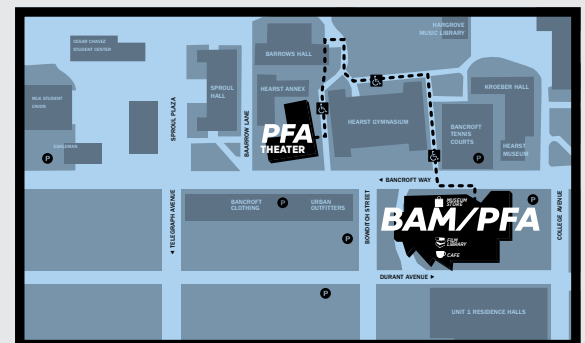 HARGROVE
MUSIC LIBRARY
CESAR CHAVEZ
STUDENT CENTER
BARROWS HALL
SPROUL
HALL
HEARST ANNEX
KROEBER HALL
MLK STUDENT
UNION
SPROUL PLAZA
BAARROW LANE
PFA
THEATER
HEARST GYMNASIUM
BANCROFT
TENNIS
COURTS
HEARST
MUSEUM
ESHLEMAN
P
P
◄ BANCROFT WAY
◄ TELEGRAPH AVENUE
BANCROFT
CLOTHING
P
URBAN
OUTFITTERS
P
BOWDITCH STREET
MUSEUM
STORE
P
BAM/PFA
FILM
LIBRARY
CAFE
COLLEGE AVENUE
DURANT AVENUE ►
P
UNIT 1 RESIDENCE HALLS